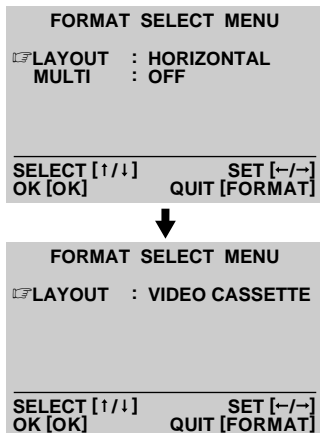 FORMAT SELECT MENU
☞LAYOUT : HORIZONTAL
MULTI : OFF
SELECT [↑/↓] SET [←/→]
OK [OK] QUIT [FORMAT]
FORMAT SELECT MENU
☞LAYOUT : VIDEO CASSETTE
SELECT [↑/↓] SET [←/→]
OK [OK] QUIT [FORMAT]